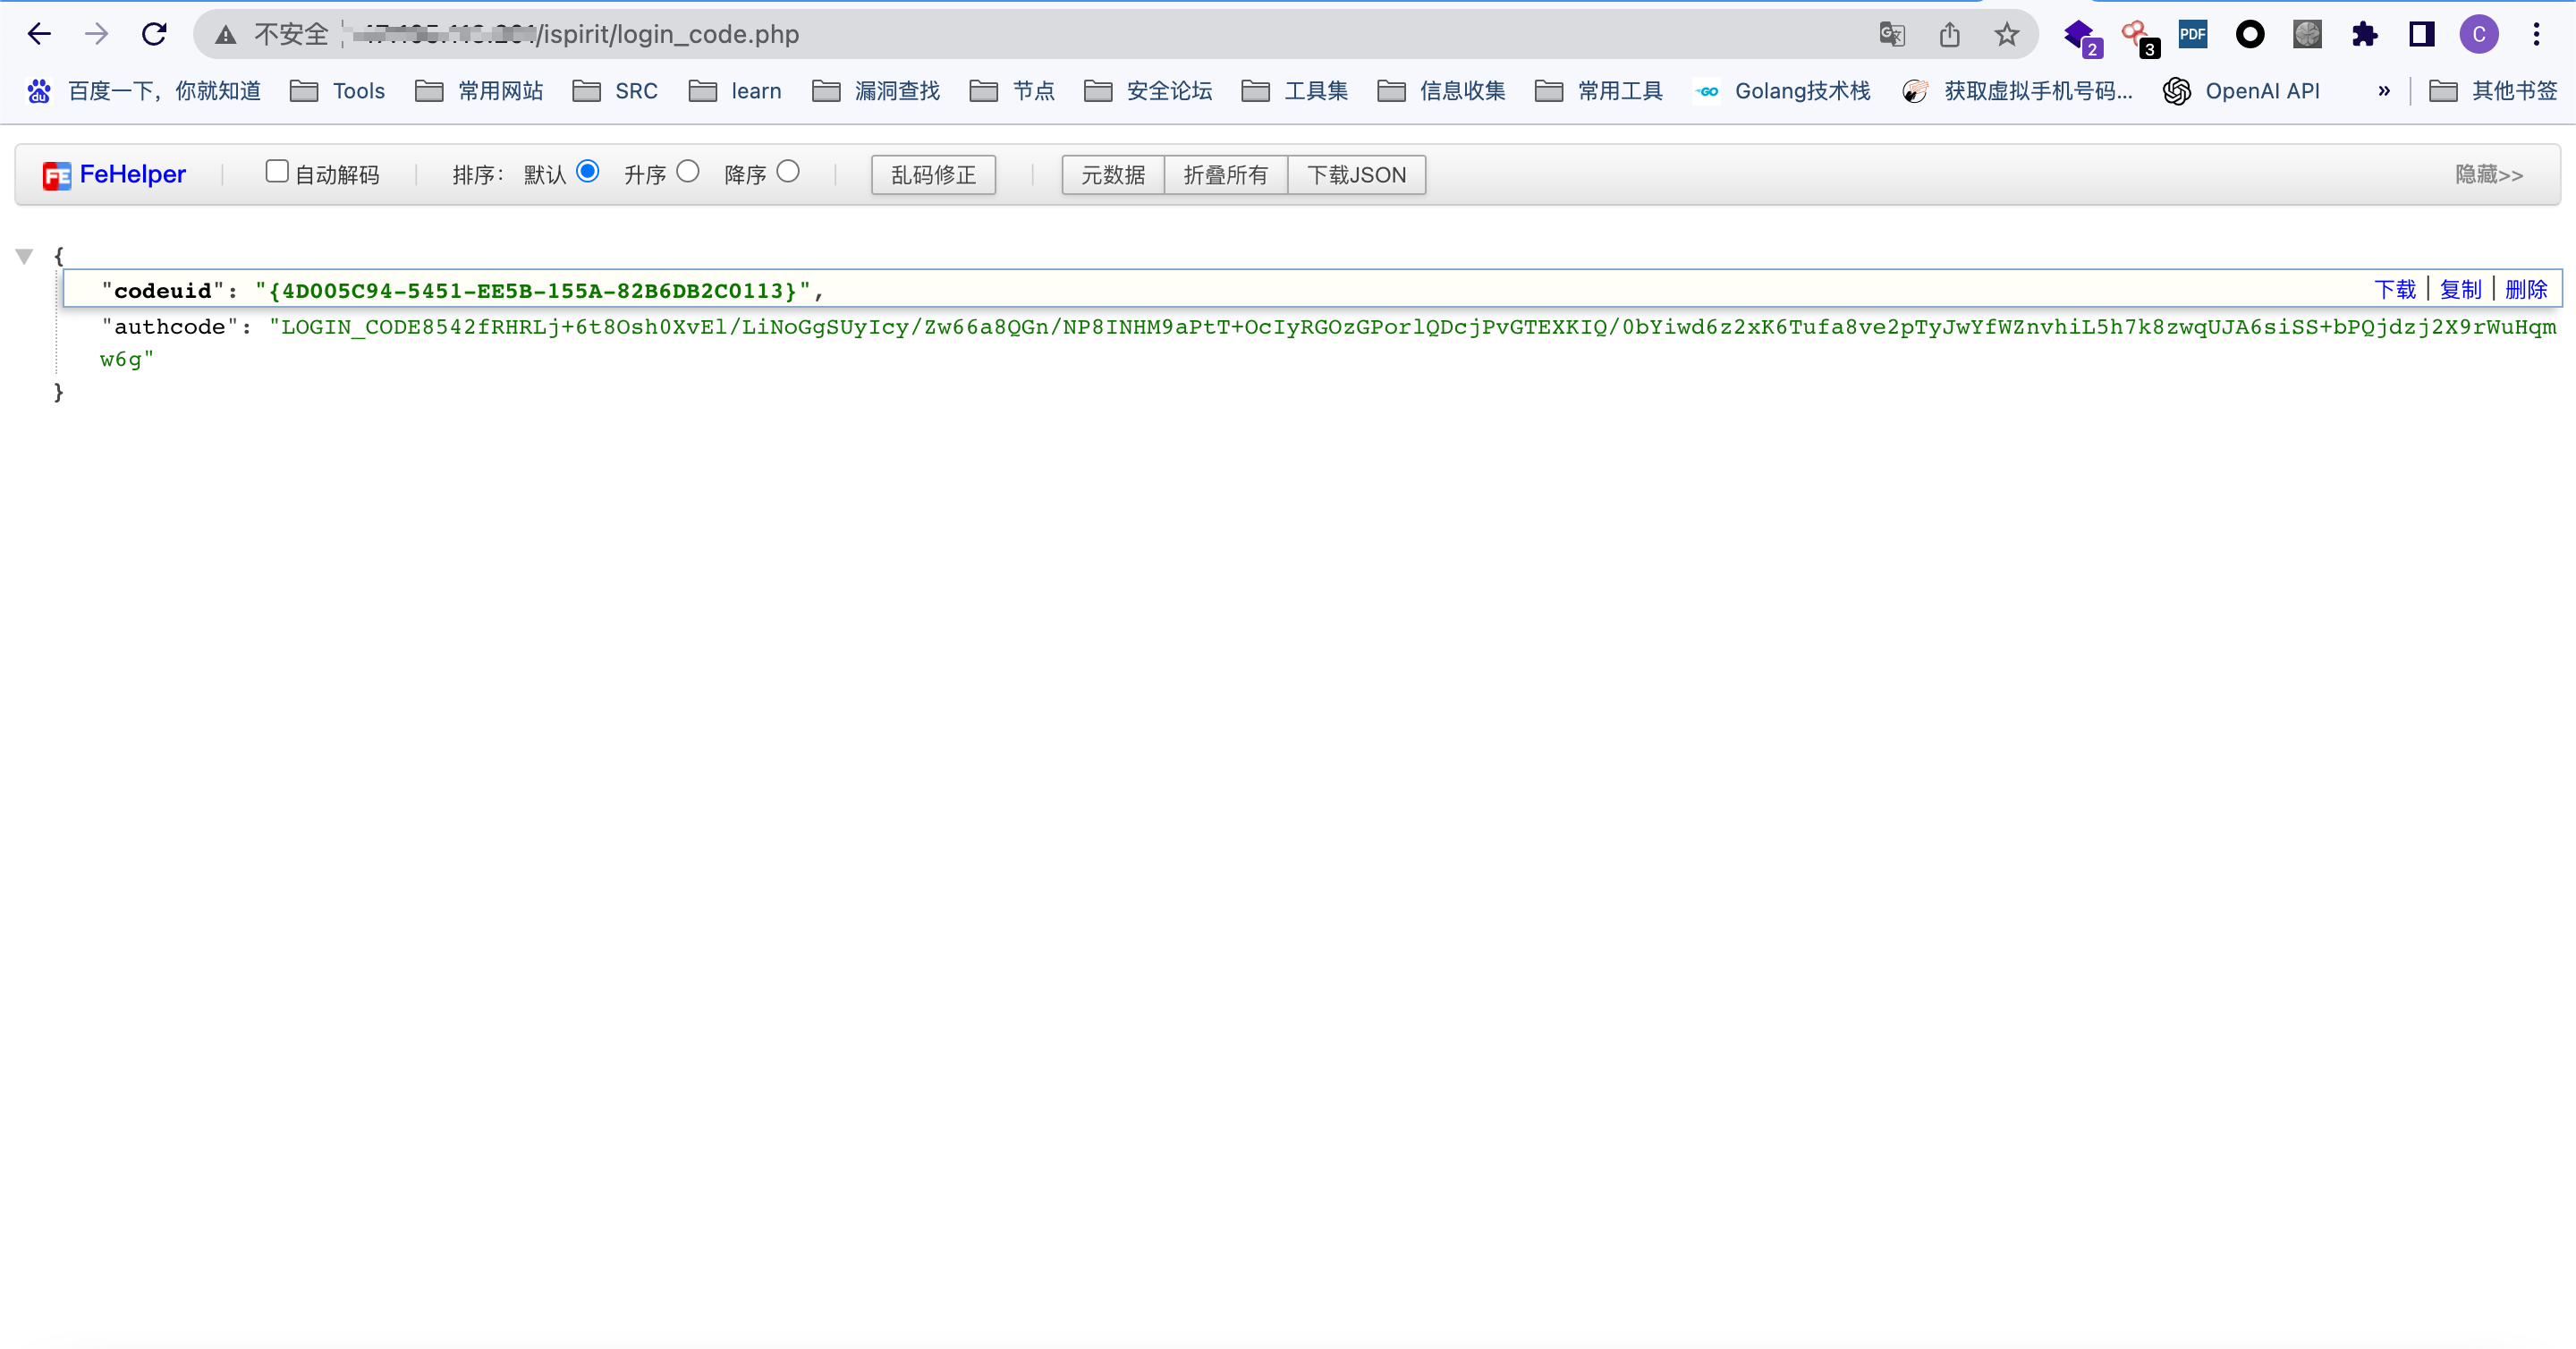 不安全 /ispirit/login_code.php
百度一下，你就知道 Tools 常用网站 SRC learn 漏洞查找 节点 安全论坛 工具集 信息收集 常用工具 Golang技术栈 获取虚拟手机号码... OpenAI API » 其他书签
FeHelper 自动解码 排序： 默认 升序 降序 乱码修正 元数据 折叠所有 下载JSON 隐藏>>
{
"codeuid": "{4D005C94-5451-EE5B-155A-82B6DB2C0113}", 下载 | 复制 | 删除
"authcode": "LOGIN_CODE8542fRHRLj+6t8Osh0XvEl/LiNoGgSUyIcy/Zw66a8QGn/NP8INHM9aPtT+OcIyRGOzGPorlQDcjPvGTEXKIQ/0bYiwd6z2xK6Tufa8ve2pTyJwYfWZnvhiL5h7k8zwqUJA6siSS+bPQjdzj2X9rWuHqm
w6g"
}